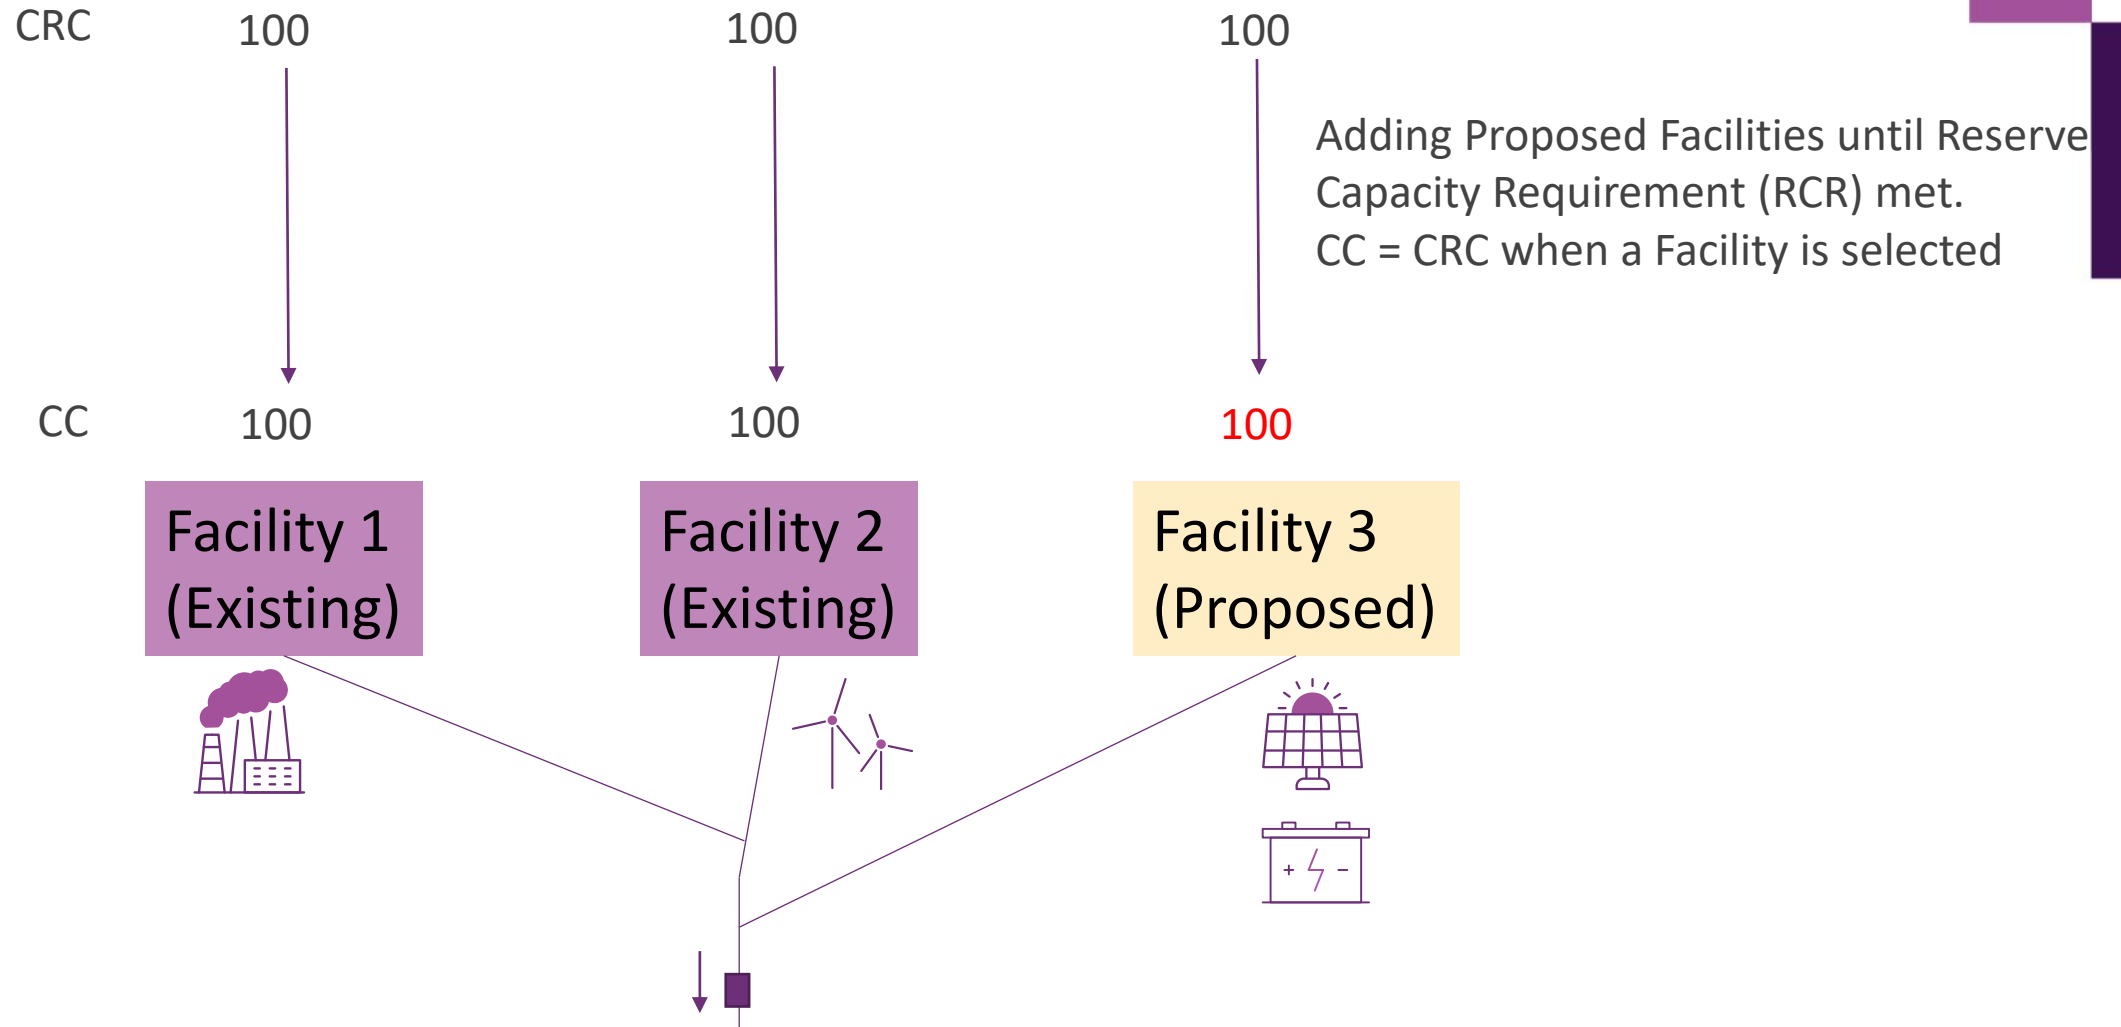 CRC 100 100 100
Adding Proposed Facilities until Reserve
Capacity Requirement (RCR) met.
CC = CRC when a Facility is selected
CC 100 100 100
Facility 1
(Existing)
Facility 2
(Existing)
Facility 3
(Proposed)
+ −